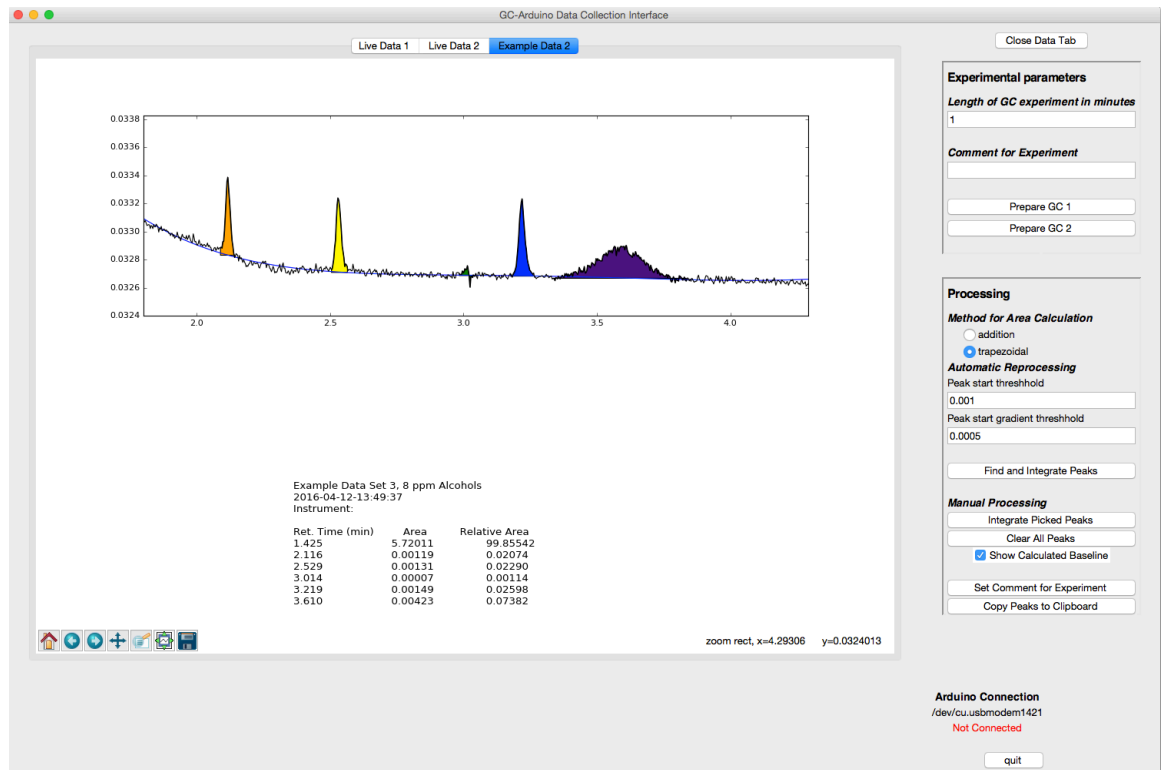 GC-Arduino Data Collection Interface
Live Data 1 Live Data 2 Example Data 2
0.0338
0.0336
0.0334
0.0332
0.0330
0.0328
0.0326
0.0324
2.0 2.5 3.0 3.5 4.0
Example Data Set 3, 8 ppm Alcohols
2016-04-12-13:49:37
Instrument:
Ret. Time (min) Area Relative Area
1.425 5.72011 99.85542
2.116 0.00119 0.02074
2.529 0.00131 0.02290
3.014 0.00007 0.00114
3.219 0.00149 0.02598
3.610 0.00423 0.07382
zoom rect, x=4.29306 y=0.0324013
Close Data Tab
Experimental parameters
Length of GC experiment in minutes
1
Comment for Experiment
Prepare GC 1
Prepare GC 2
Processing
Method for Area Calculation
addition
trapezoidal
Automatic Reprocessing
Peak start threshhold
0.001
Peak start gradient threshhold
0.0005
Find and Integrate Peaks
Manual Processing
Integrate Picked Peaks
Clear All Peaks
Show Calculated Baseline
Set Comment for Experiment
Copy Peaks to Clipboard
Arduino Connection
/dev/cu.usbmodem1421
Not Connected
quit